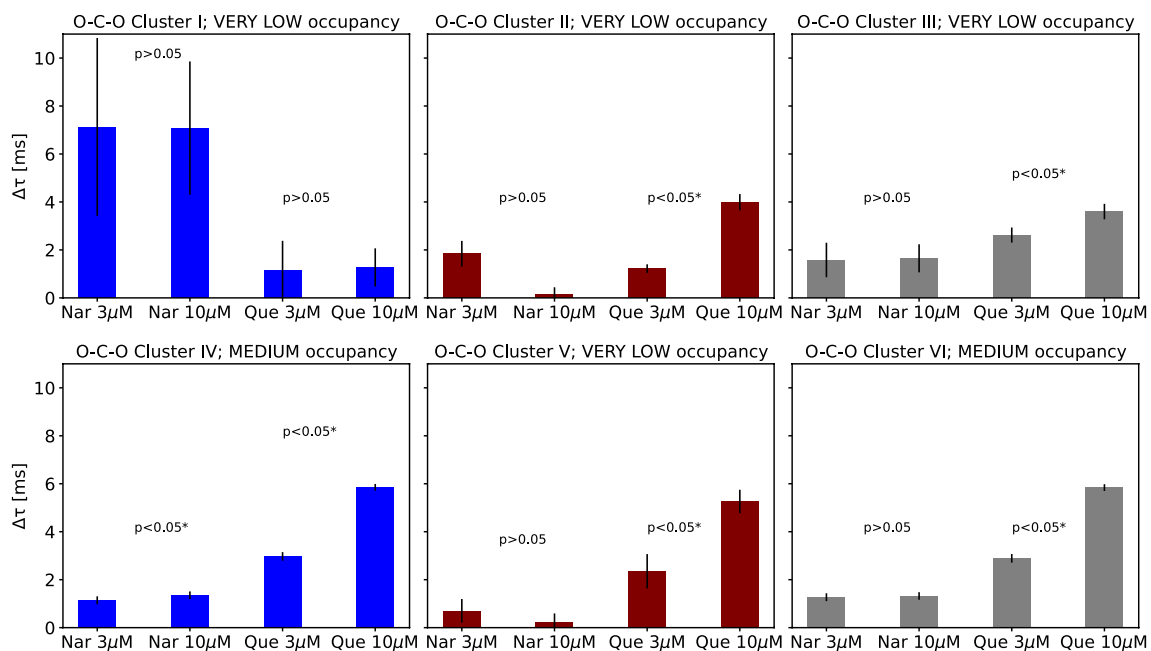 O-C-O Cluster I; VERY LOW occupancy
O-C-O Cluster II; VERY LOW occupancy
O-C-O Cluster III; VERY LOW occupancy
Δτ [ms]
10
8
6
4
2
0
p>0.05
p>0.05
p>0.05
p<0.05*
p>0.05
p<0.05*
Nar 3μM Nar 10μM Que 3μM Que 10μM
Nar 3μM Nar 10μM Que 3μM Que 10μM
Nar 3μM Nar 10μM Que 3μM Que 10μM
O-C-O Cluster IV; MEDIUM occupancy
O-C-O Cluster V; VERY LOW occupancy
O-C-O Cluster VI; MEDIUM occupancy
Δτ [ms]
10
8
6
4
2
0
p<0.05*
p<0.05*
p>0.05
p<0.05*
p>0.05
p<0.05*
Nar 3μM Nar 10μM Que 3μM Que 10μM
Nar 3μM Nar 10μM Que 3μM Que 10μM
Nar 3μM Nar 10μM Que 3μM Que 10μM